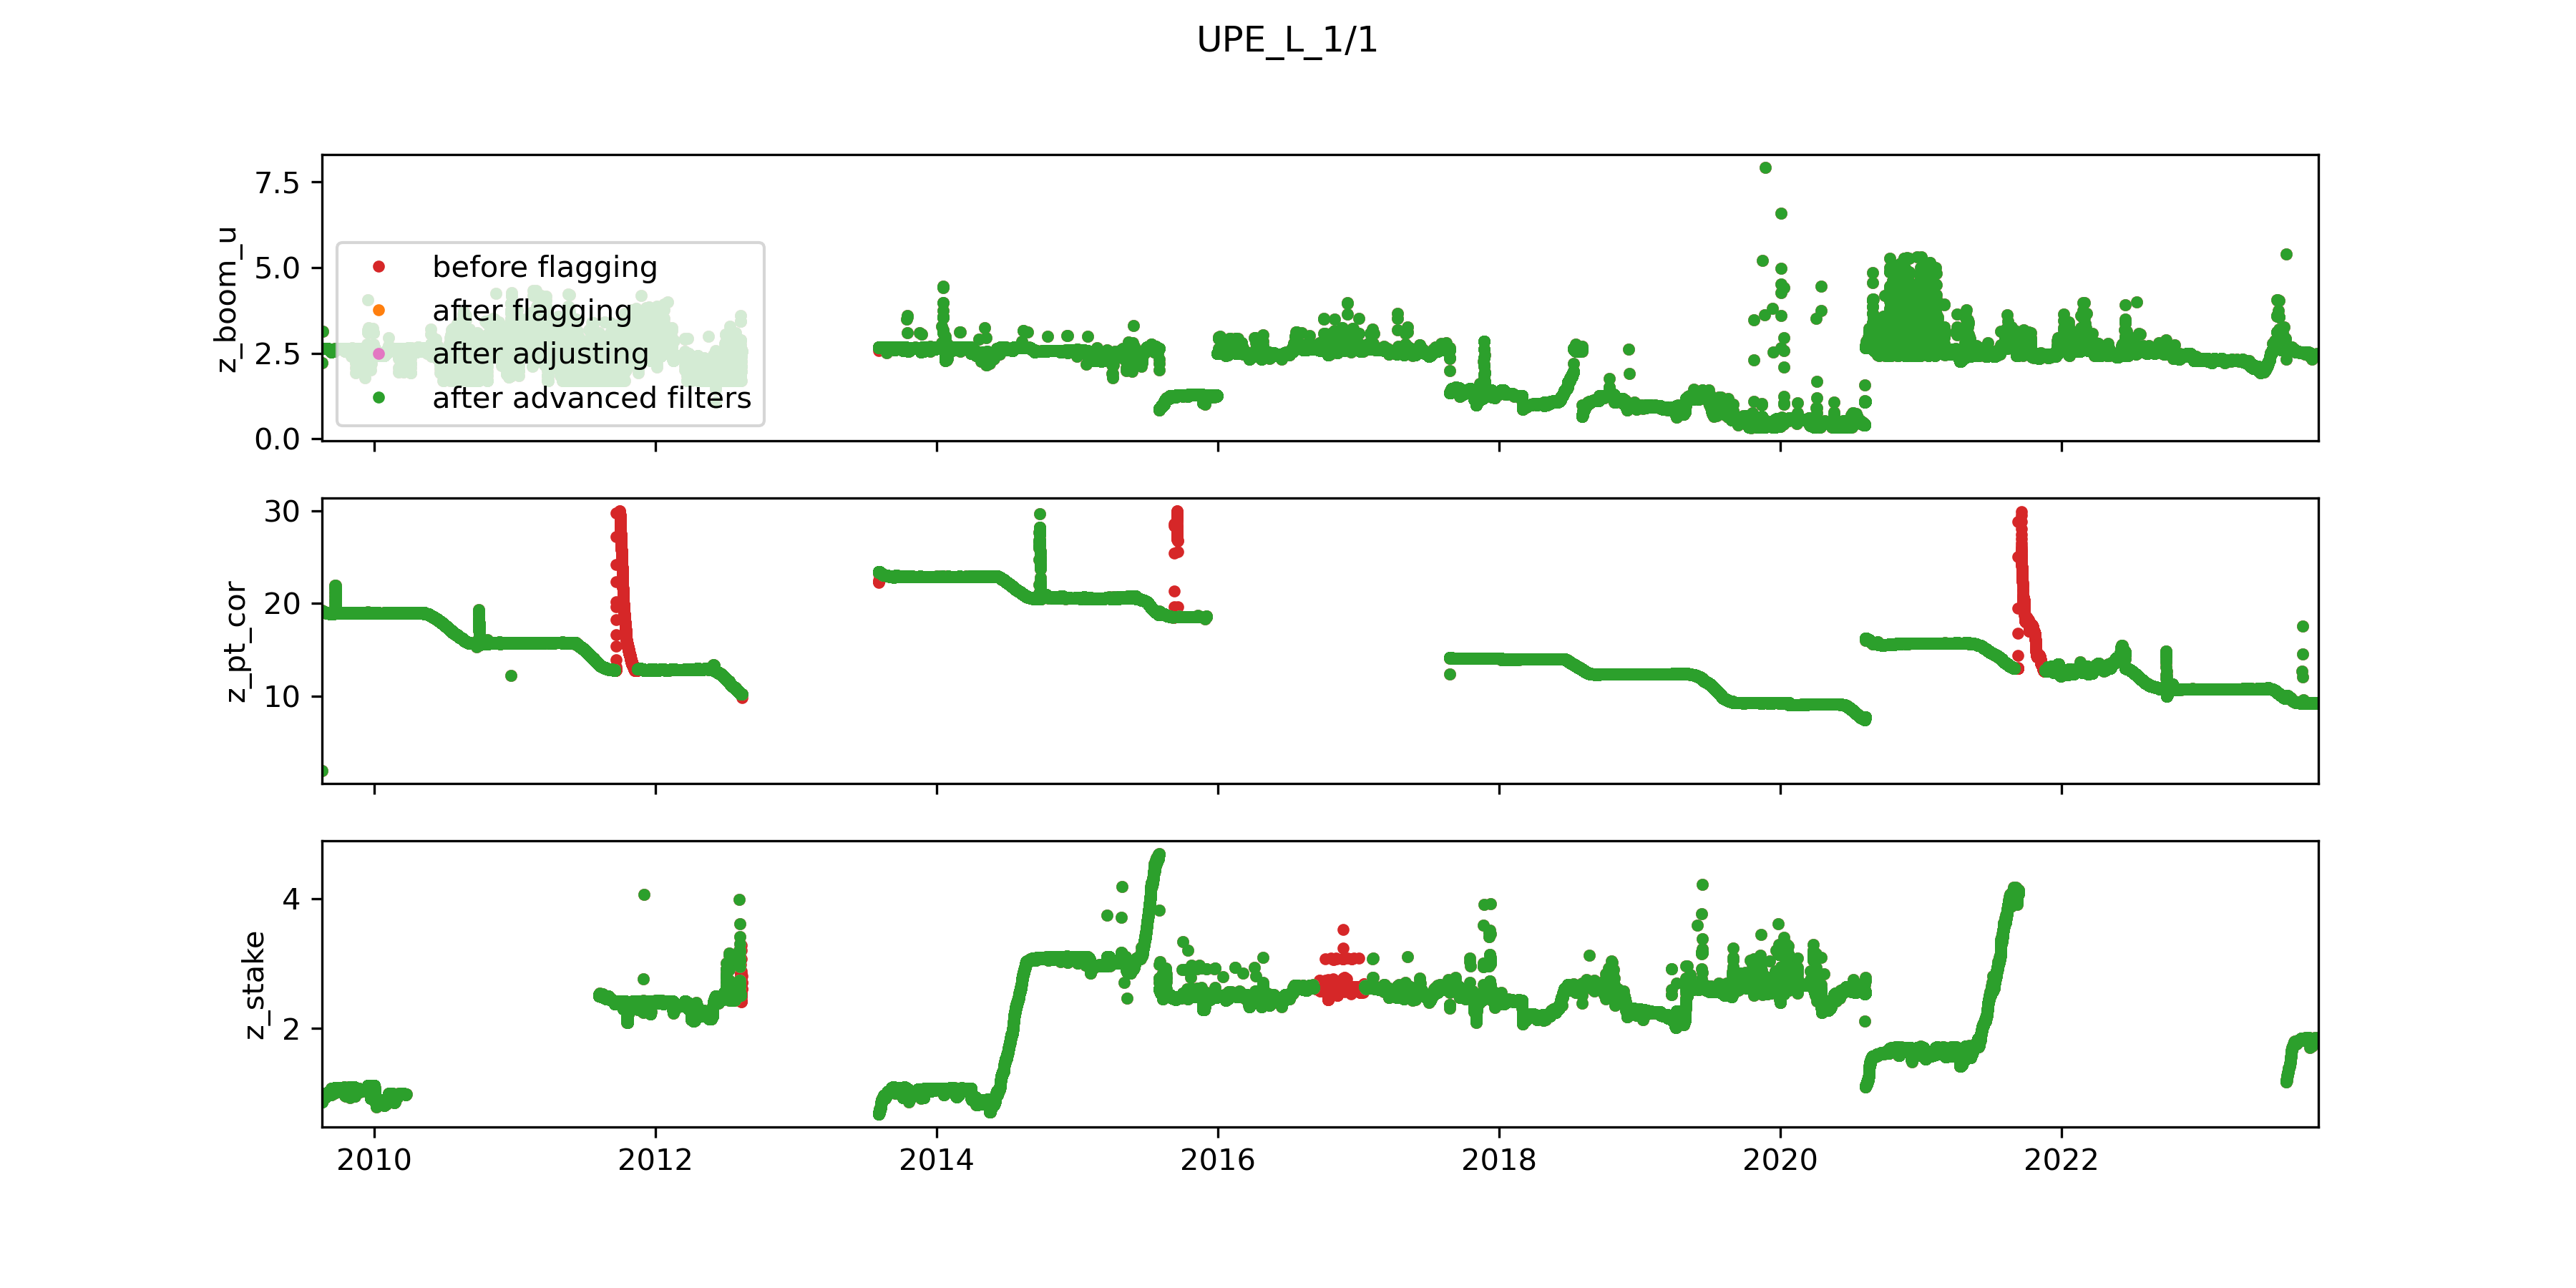 UPE_L_1/1
z_boom_u
7.5
5.0
2.5
0.0
before flagging
after flagging
after adjusting
after advanced filters
z_pt_cor
30
20
10
z_stake
4
2
2010 2012 2014 2016 2018 2020 2022